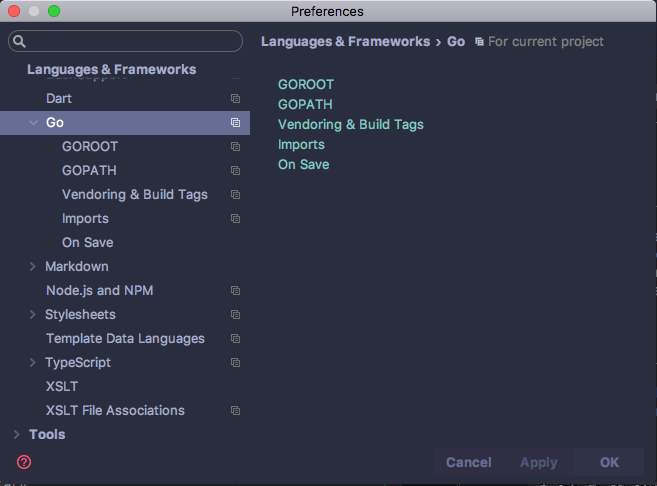 Preferences
Languages & Frameworks › Go For current project
Languages & Frameworks
Dart
Go
GOROOT
GOPATH
Vendoring & Build Tags
Imports
On Save
Markdown
Node.js and NPM
Stylesheets
Template Data Languages
TypeScript
XSLT
XSLT File Associations
Tools
GOROOT
GOPATH
Vendoring & Build Tags
Imports
On Save
?
Cancel
Apply
OK